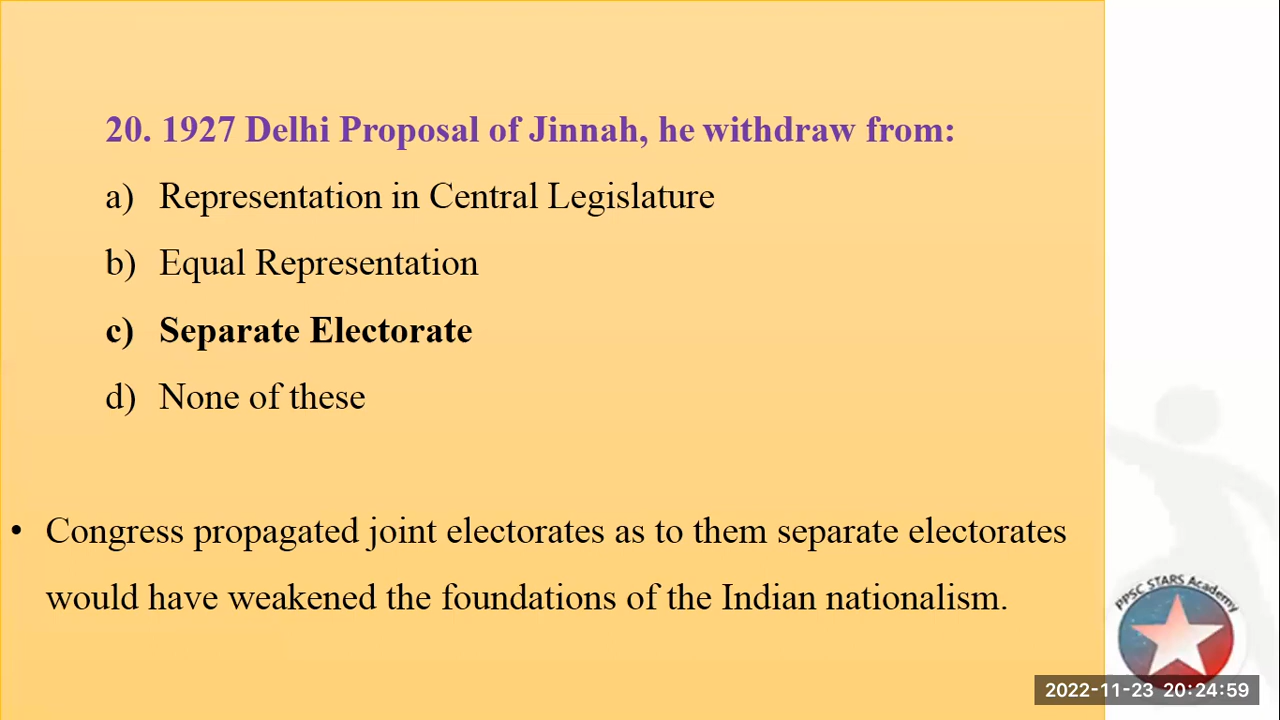 20. 1927 Delhi Proposal of Jinnah, he withdraw from:
a) Representation in Central Legislature
b) Equal Representation
c) Separate Electorate
d) None of these
• Congress propagated joint electorates as to them separate electorates
would have weakened the foundations of the Indian nationalism.
PPSC STARS Academy
2022-11-23 20:24:59